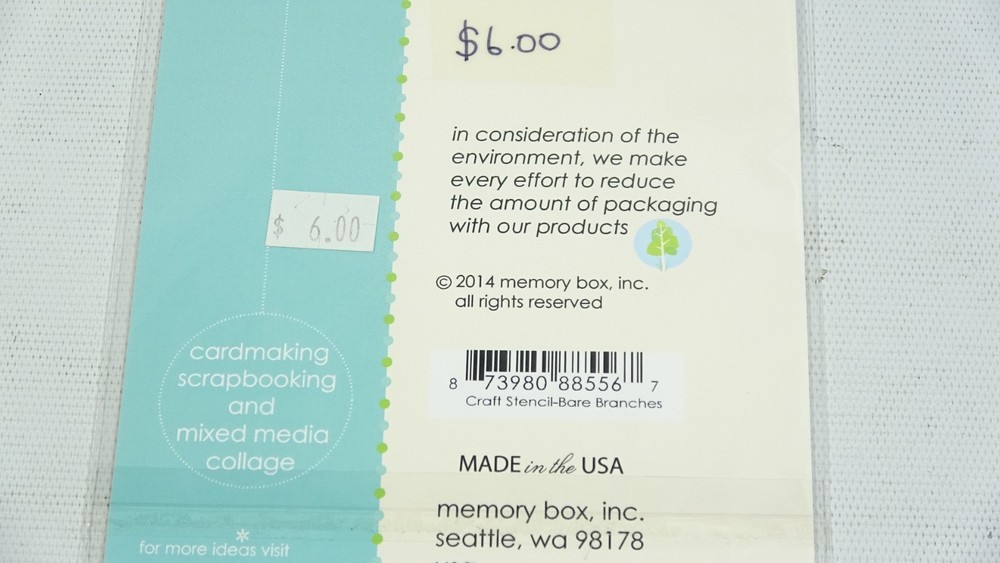 $6.00
in consideration of the
environment, we make
every effort to reduce
the amount of packaging
with our products
$ 6.00
© 2014 memory box, inc.
all rights reserved
cardmaking
scrapbooking
and
mixed media
collage
8 73980 88556 7
Craft Stencil-Bare Branches
MADE in the USA
memory box, inc.
seattle, wa 98178
*
for more ideas visit